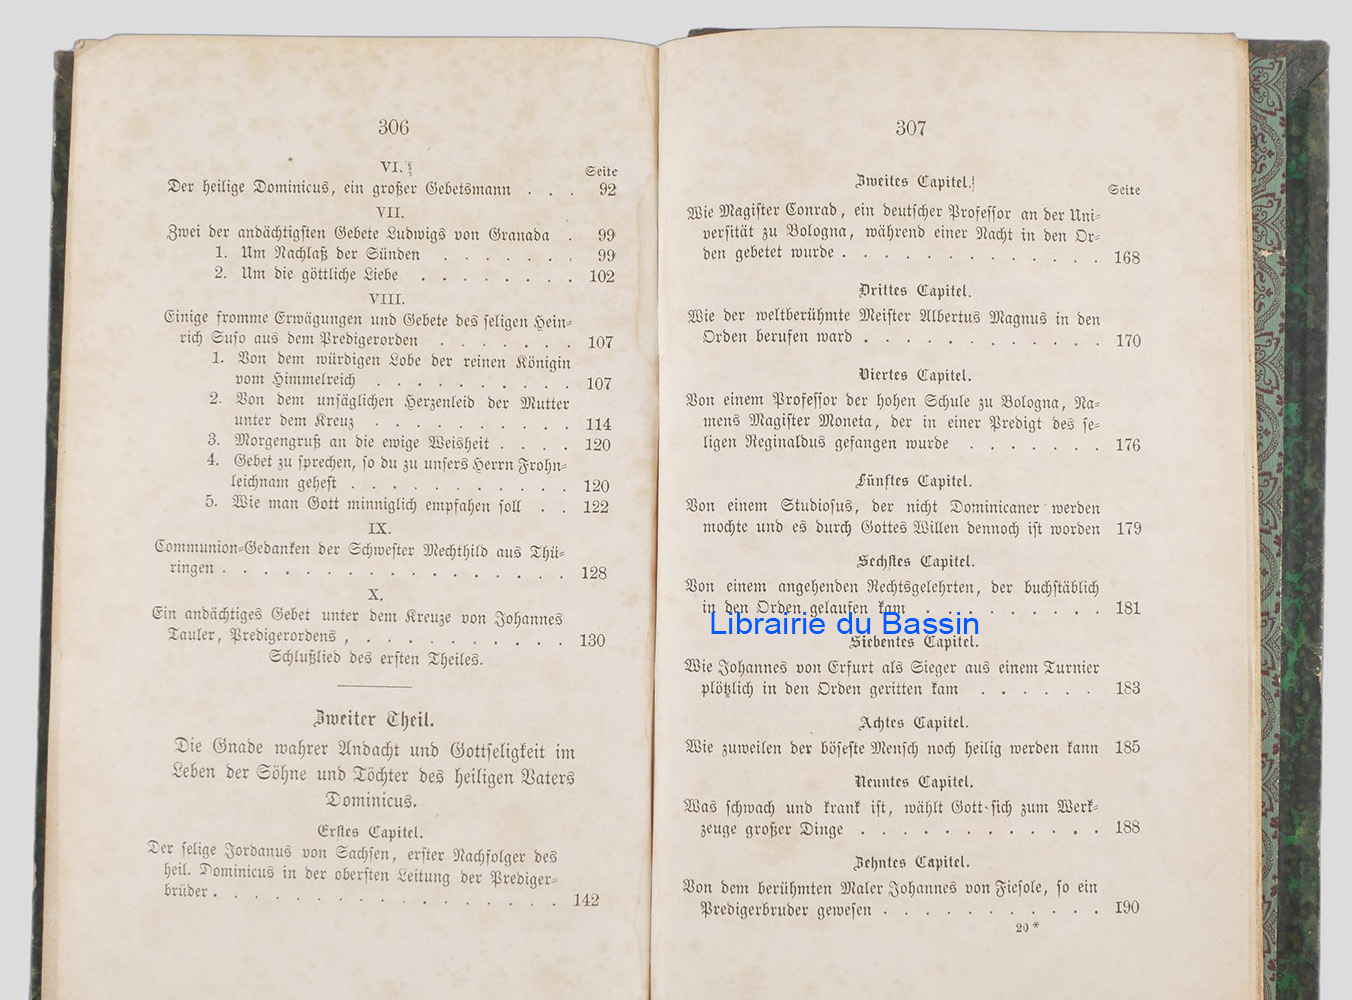 306
VI.
Seite
Der heilige Dominicus, ein großer Gebetsmann . . . 92
VII.
Zwei der andächtigsten Gebete Ludwigs von Granada . 99
1. Um Nachlaß der Sünden . . . . . . . 99
2. Um die göttliche Liebe . . . . . . . . 102
VIII.
Einige fromme Erwägungen und Gebete des seligen Hein-
rich Suso aus dem Predigerorden . . . . . . . 107
1. Von dem würdigen Lobe der reinen Königin
vom Himmelreich . . . . . . . . . . 107
2. Von dem unsäglichen Herzenleid der Mutter
unter dem Kreuz . . . . . . . . . . 114
3. Morgengruß an die ewige Weisheit . . . . 120
4. Gebet zu sprechen, so du zu unsers Herrn Frohn-
leichnam gehest . . . . . . . . . . . 120
5. Wie man Gott minniglich empfahen soll . . 122
IX.
Communion-Gedanken der Schwester Mechthild aus Thü-
ringen . . . . . . . . . . . . . . . . . 128
X.
Ein andächtiges Gebet unter dem Kreuze von Johannes
Tauler, Predigerordens , . . . . . . . . . . 130
Schlußlied des ersten Theiles.
Zweiter Theil.
Die Gnade wahrer Andacht und Gottseligkeit im
Leben der Söhne und Töchter des heiligen Vaters
Dominicus.
Erstes Capitel.
Der selige Jordanus von Sachsen, erster Nachfolger des
heil. Dominicus in der obersten Leitung der Prediger-
brüder . . . . . . . . . . . . . . . . . 142
307
Zweites Capitel.
Seite
Wie Magister Conrad, ein deutscher Professor an der Uni-
versität zu Bologna, während einer Nacht in den Or-
den gebetet wurde . . . . . . . . . . . . . 168
Drittes Capitel.
Wie der weltberühmte Meister Albertus Magnus in den
Orden berufen ward . . . . . . . . . . . . 170
Viertes Capitel.
Von einem Professor der hohen Schule zu Bologna, Na-
mens Magister Moneta, der in einer Predigt des se-
ligen Reginaldus gefangen wurde . . . . . . . 176
Fünftes Capitel.
Von einem Studiosus, der nicht Dominicaner werden
mochte und es durch Gottes Willen dennoch ist worden 179
Sechstes Capitel.
Von einem angehenden Rechtsgelehrten, der buchstäblich
in den Orden gelaufen kam . . . . . . . . . 181
Librairie du Bassin
Siebentes Capitel.
Wie Johannes von Erfurt als Sieger aus einem Turnier
plötzlich in den Orden geritten kam . . . . . . 183
Achtes Capitel.
Wie zuweilen der böseste Mensch noch heilig werden kann 185
Neuntes Capitel.
Was schwach und krank ist, wählt Gott sich zum Werk-
zeuge großer Dinge . . . . . . . . . . . . 188
Zehntes Capitel.
Von dem berühmten Maler Johannes von Fiesole, so ein
Predigerbruder gewesen . . . . . . . . . . . 190
20 *